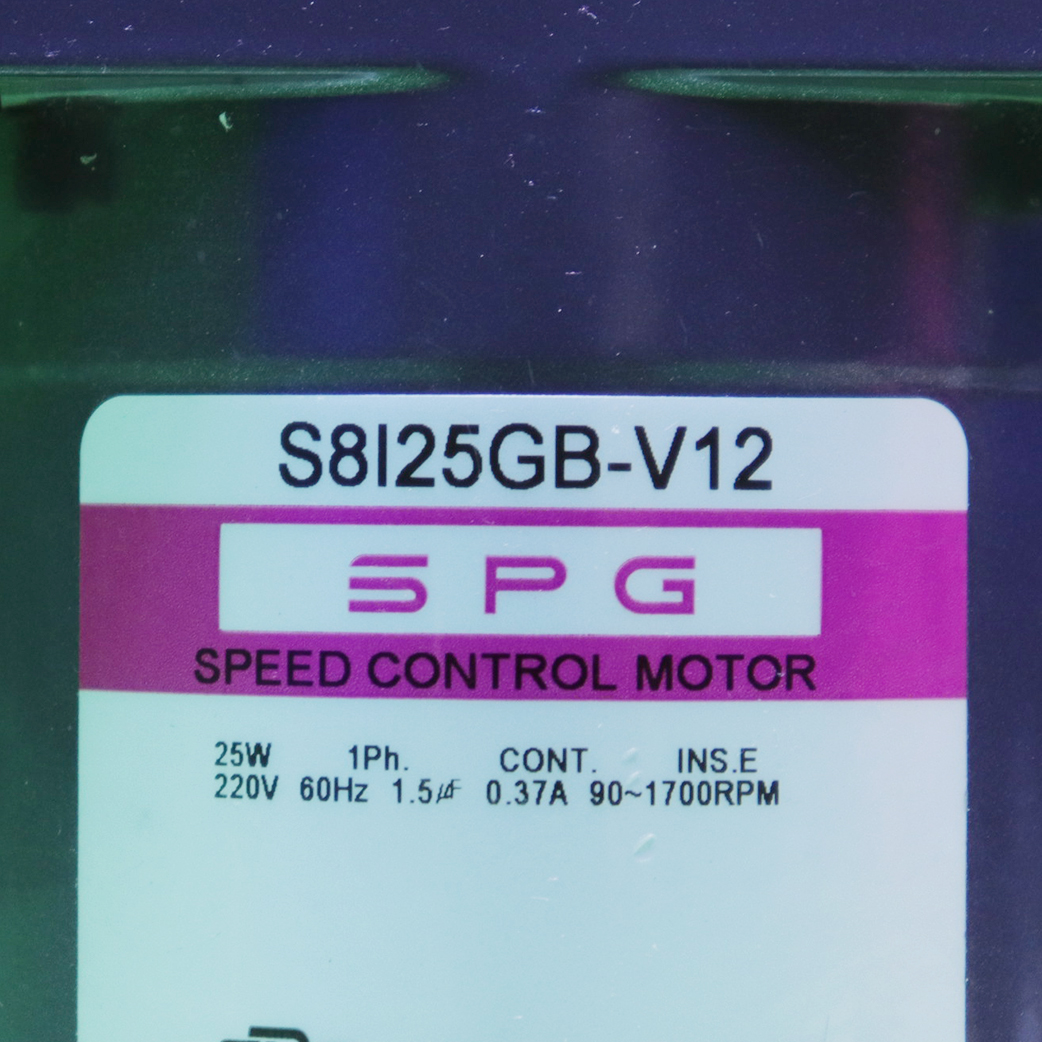 S8I25GB-V12
SPG
SPEED CONTROL MOTOR
25W 1Ph. CONT. INS.E
220V 60Hz 1.5㎌ 0.37A 90~1700RPM